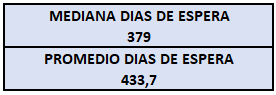 MEDIANA DIAS DE ESPERA
379
PROMEDIO DIAS DE ESPERA
433,7